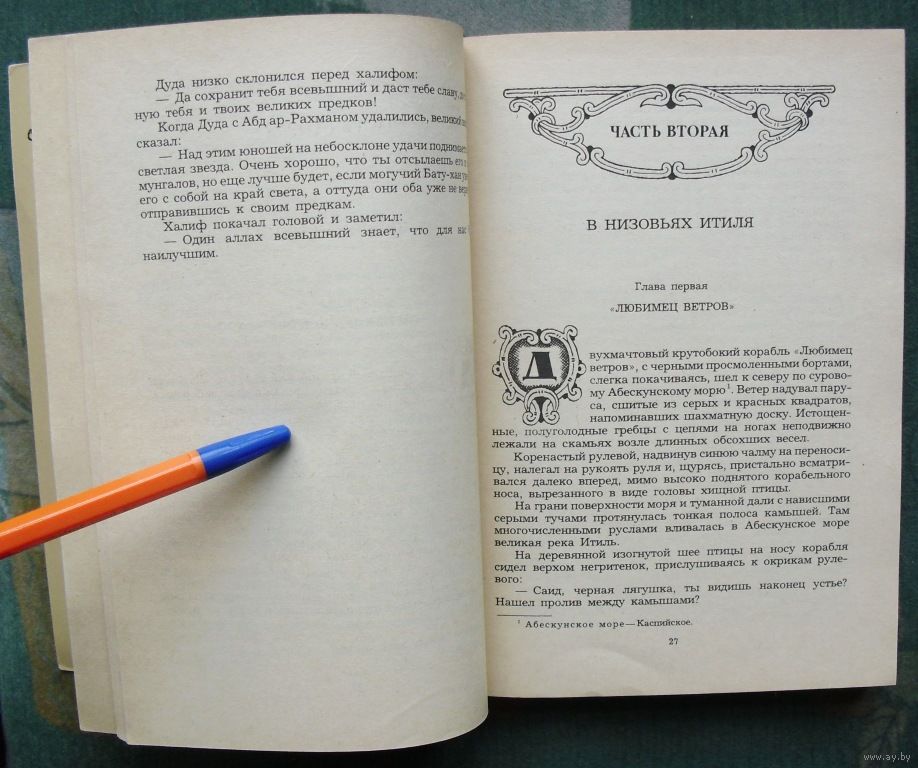 Дуда низко склонился перед халифом:
— Да сохранит тебя всевышний и даст тебе славу,
ную тебя и твоих великих предков!
Когда Дуда с Абд ар-Рахманом удалились, великий
сказал:
— Над этим юношей на небосклоне удачи
светлая звезда. Очень хорошо, что ты отсылаешь его
мунгалов, но еще лучше будет, если могучий Бату-хан
его с собой на край света, а оттуда они оба уже не
отправившись к своим предкам.
Халиф покачал головой и заметил:
— Один аллах всевышний знает, что для нас
наилучшим.
ЧАСТЬ ВТОРАЯ
В НИЗОВЬЯХ ИТИЛЯ
Глава первая
«ЛЮБИМЕЦ ВЕТРОВ»
Двухмачтовый крутобокий корабль «Любимец
ветров», с черными просмоленными бортами,
слегка покачиваясь, шел к северу по сурово-
му Абескунскому морю¹. Ветер надувал пару-
са, сшитые из серых и красных квадратов,
напоминавших шахматную доску. Истощен-
ные, полуголодные гребцы с цепями на ногах неподвижно
лежали на скамьях возле длинных обсохших весел.
Коренастый рулевой, надвинув синюю чалму на переноси-
цу, налегал на рукоять руля и, щурясь, пристально всматри-
вался далеко вперед, мимо высоко поднятого корабельного
носа, вырезанного в виде головы хищной птицы.
На грани поверхности моря и туманной дали с нависшими
серыми тучами протянулась тонкая полоса камышей. Там
многочисленными руслами вливалась в Абескунское море
великая река Итиль.
На деревянной изогнутой шее птицы на носу корабля
сидел верхом негритенок, прислушиваясь к окрикам руле-
вого:
— Саид, черная лягушка, ты видишь наконец устье?
Нашел пролив между камышами?
¹ Абескунское море — Каспийское.
27
www.ay.by